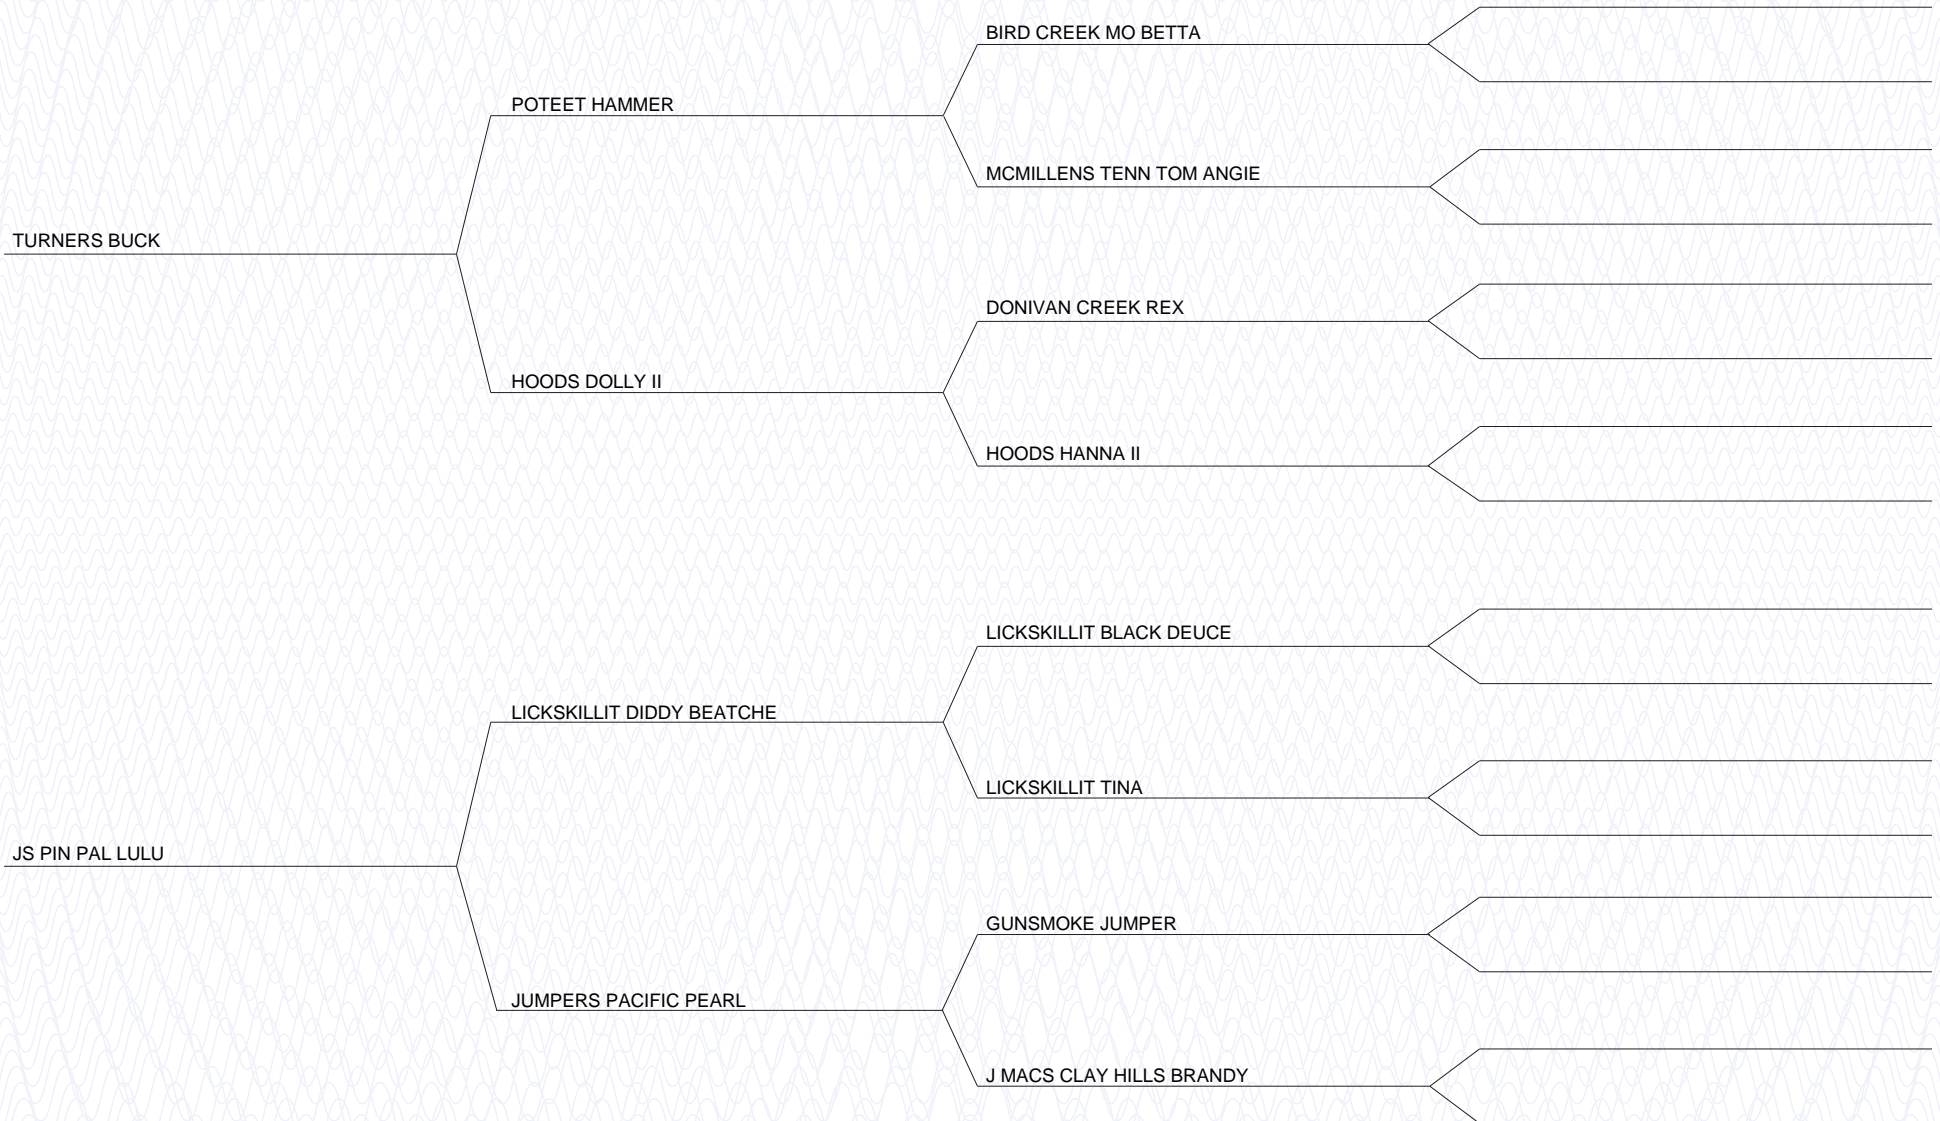 BIRD CREEK MO BETTA
POTEET HAMMER
MCMILLENS TENN TOM ANGIE
TURNERS BUCK
DONIVAN CREEK REX
HOODS DOLLY II
HOODS HANNA II
LICKSKILLIT BLACK DEUCE
LICKSKILLIT DIDDY BEATCHE
LICKSKILLIT TINA
JS PIN PAL LULU
GUNSMOKE JUMPER
JUMPERS PACIFIC PEARL
J MACS CLAY HILLS BRANDY